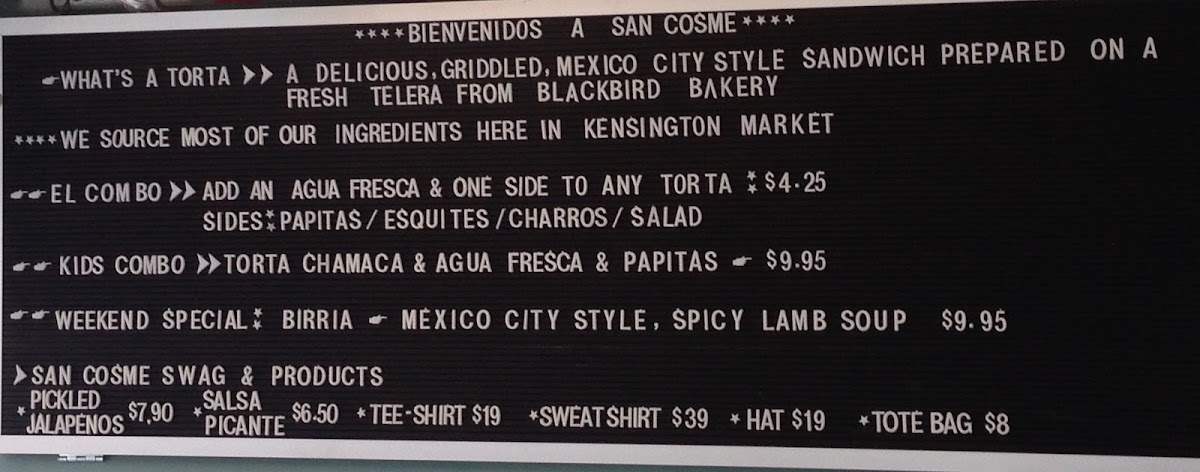 ****BIENVENIDOS A SAN COSME****
☛WHAT'S A TORTA >> A DELICIOUS, GRIDDLED, MEXICO CITY STYLE SANDWICH PREPARED ON A
FRESH TELERA FROM BLACKBIRD BAKERY
****WE SOURCE MOST OF OUR INGREDIENTS HERE IN KENSINGTON MARKET
☛☛EL COMBO >> ADD AN AGUA FRESCA & ONE SIDE TO ANY TORTA ** $4.25
SIDES** PAPITAS / ESQUITES / CHARROS / SALAD
☛☛ KIDS COMBO >> TORTA CHAMACA & AGUA FRESCA & PAPITAS ☛ $9.95
☛☛ WEEKEND SPECIAL** BIRRIA ☛ MEXICO CITY STYLE, SPICY LAMB SOUP $9.95
>SAN COSME SWAG & PRODUCTS
*PICKLED JALAPENOS $7.90 *SALSA PICANTE $6.50 *TEE-SHIRT $19 *SWEATSHIRT $39 *HAT $19 *TOTE BAG $8